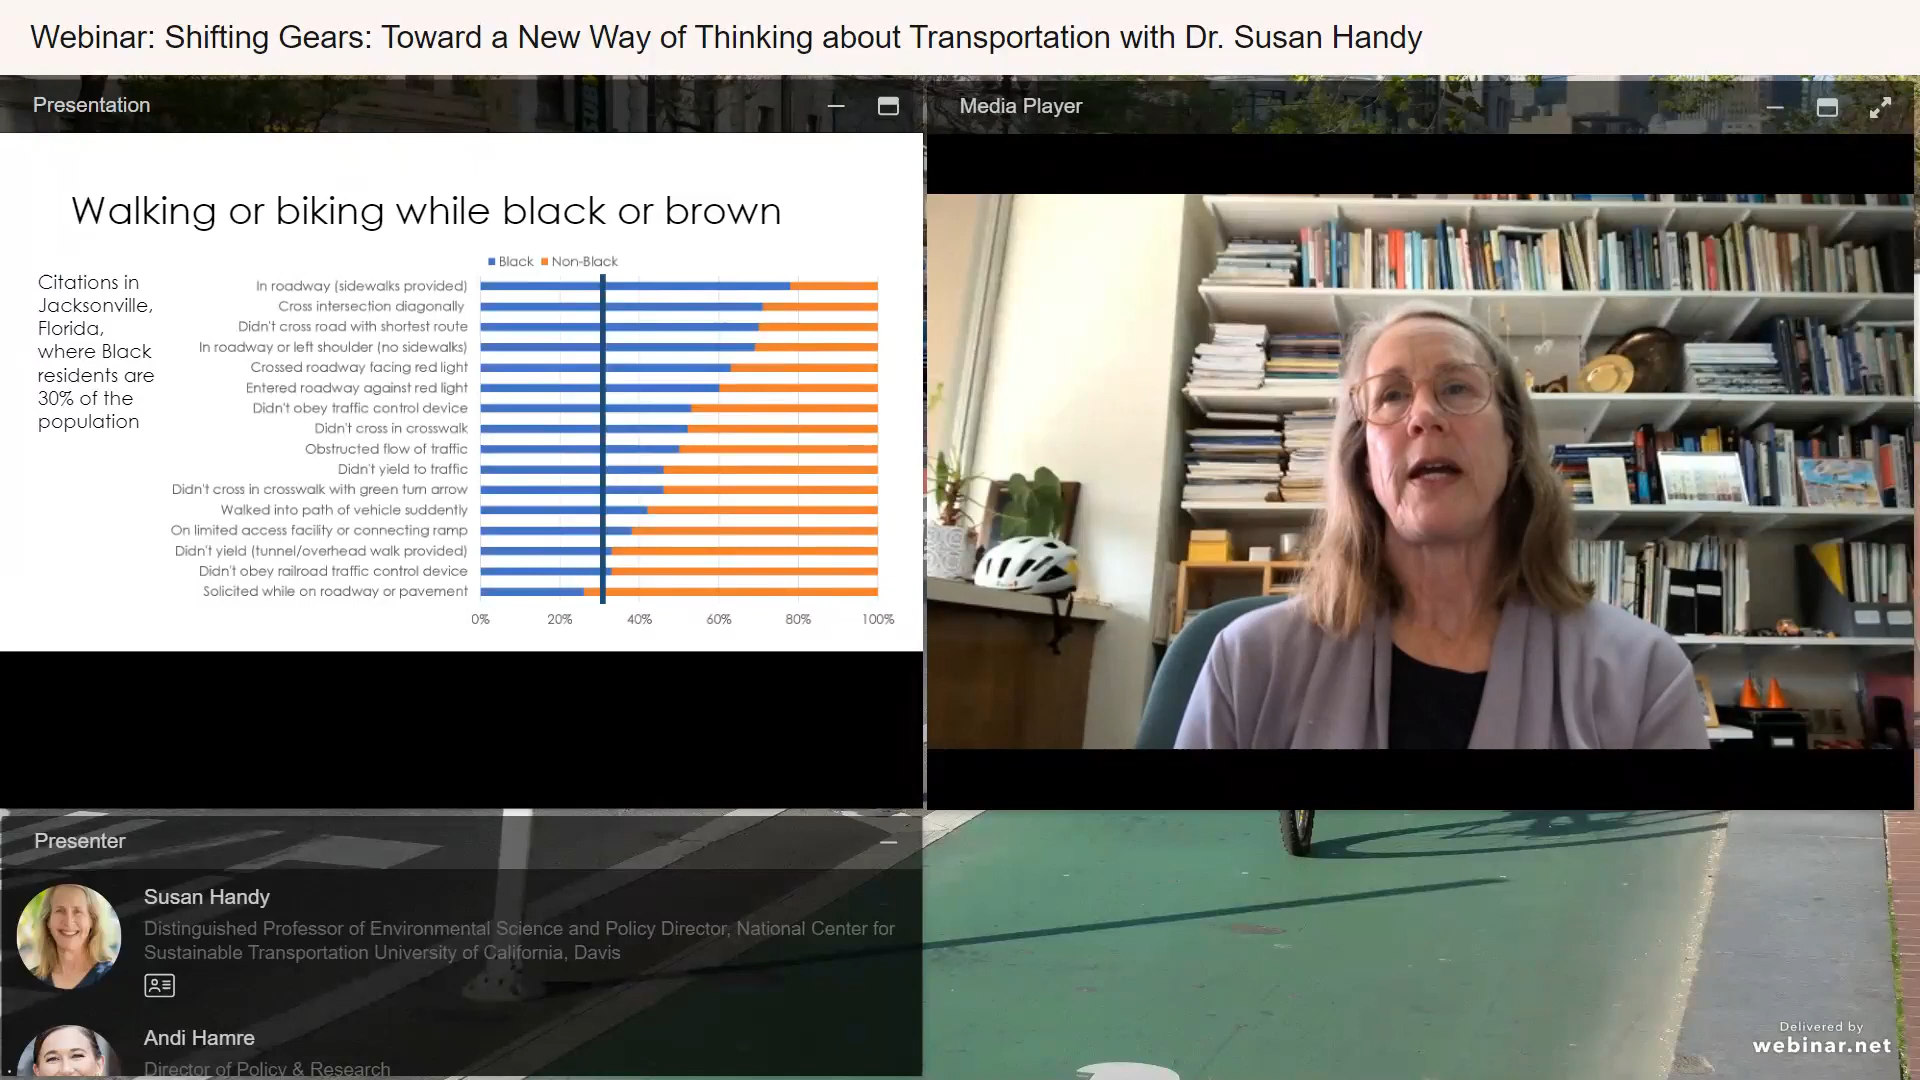 Webinar: Shifting Gears: Toward a New Way of Thinking about Transportation with Dr. Susan Handy
Presentation
Walking or biking while black or brown
Citations in
Jacksonville,
Florida,
where Black
residents are
30% of the
population
Black Non-Black
In roadway (sidewalks provided)
Cross intersection diagonally
Didn't cross road with shortest route
In roadway or left shoulder (no sidewalks)
Crossed roadway facing red light
Entered roadway against red light
Didn't obey traffic control device
Didn't cross in crosswalk
Obstructed flow of traffic
Didn't yield to traffic
Didn't cross in crosswalk with green turn arrow
Walked into path of vehicle suddently
On limited access facility or connecting ramp
Didn't yield (tunnel/overhead walk provided)
Didn't obey railroad traffic control device
Solicited while on roadway or pavement
0% 20% 40% 60% 80% 100%
Media Player
Presenter
Susan Handy
Distinguished Professor of Environmental Science and Policy Director, National Center for
Sustainable Transportation University of California, Davis
Andi Hamre
Director of Policy & Research
Delivered by
webinar.net